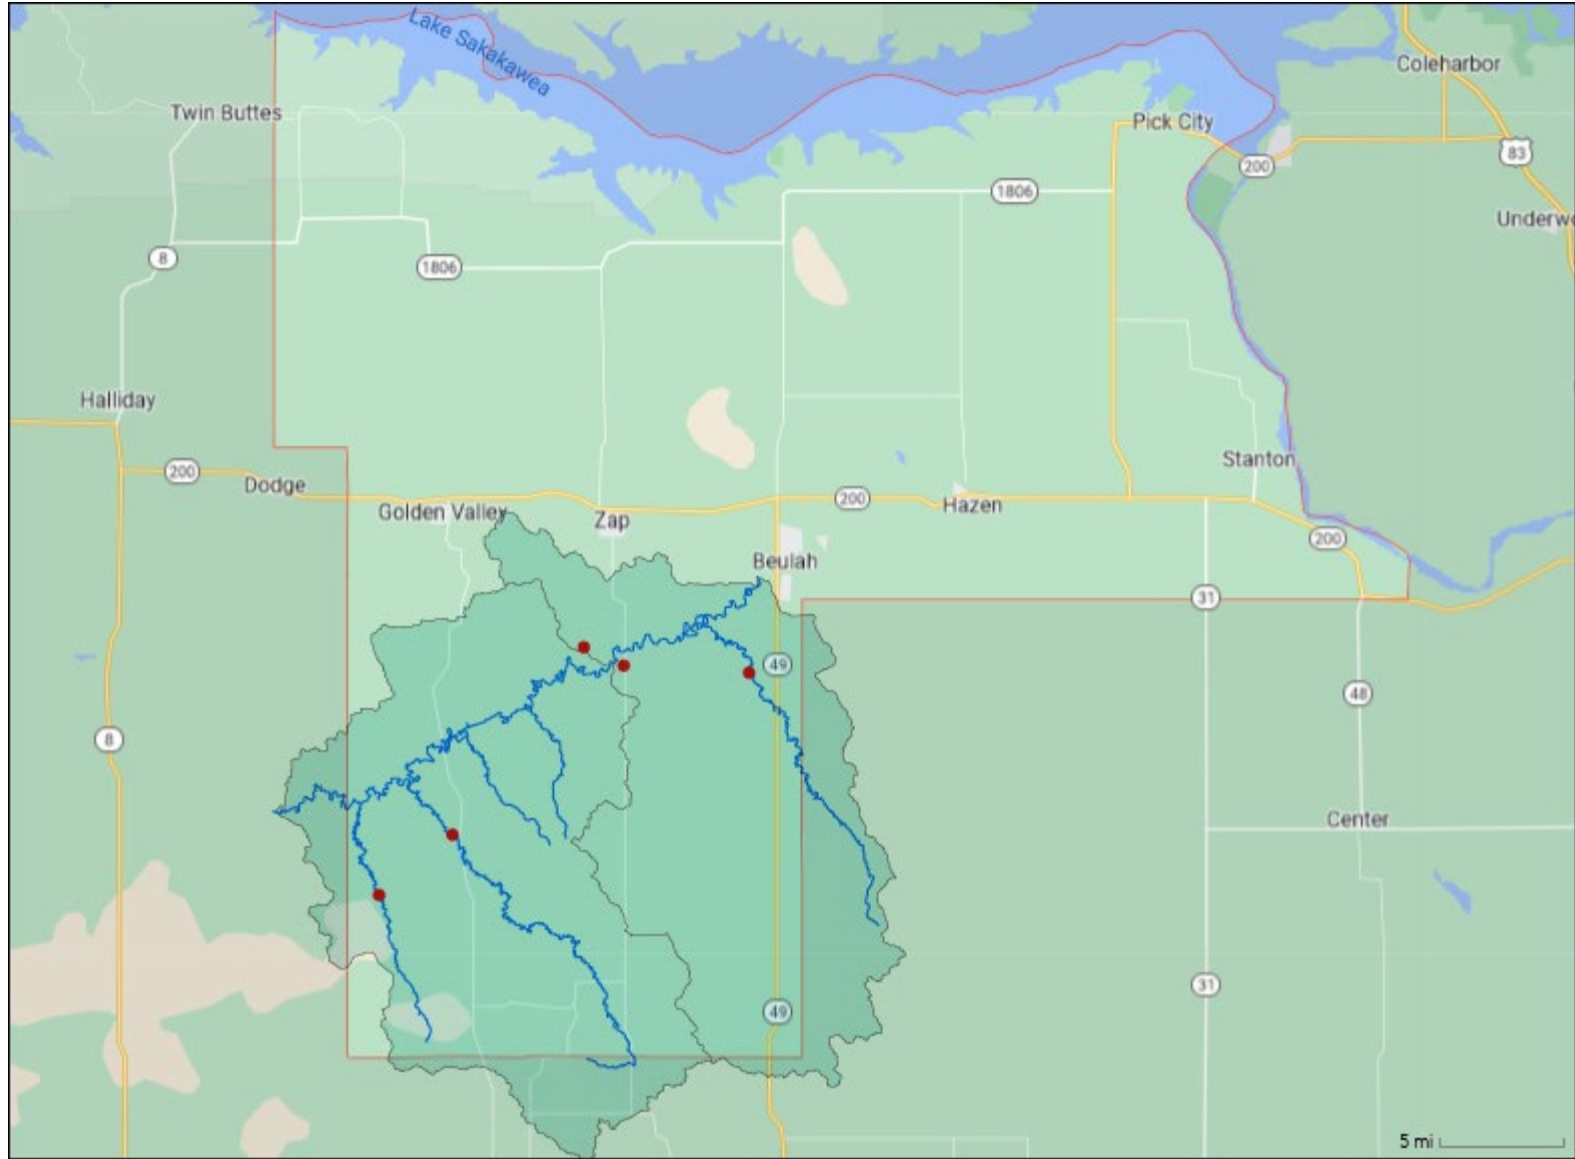 Lake Sakakawea
Coleharbor
Twin Buttes
Pick City
83
200
1806
Underw
8
1806
Halliday
Stanton
200
Dodge
200
Hazen
Golden Valley
Zap
200
Beulah
31
49
48
8
Center
31
49
5 mi